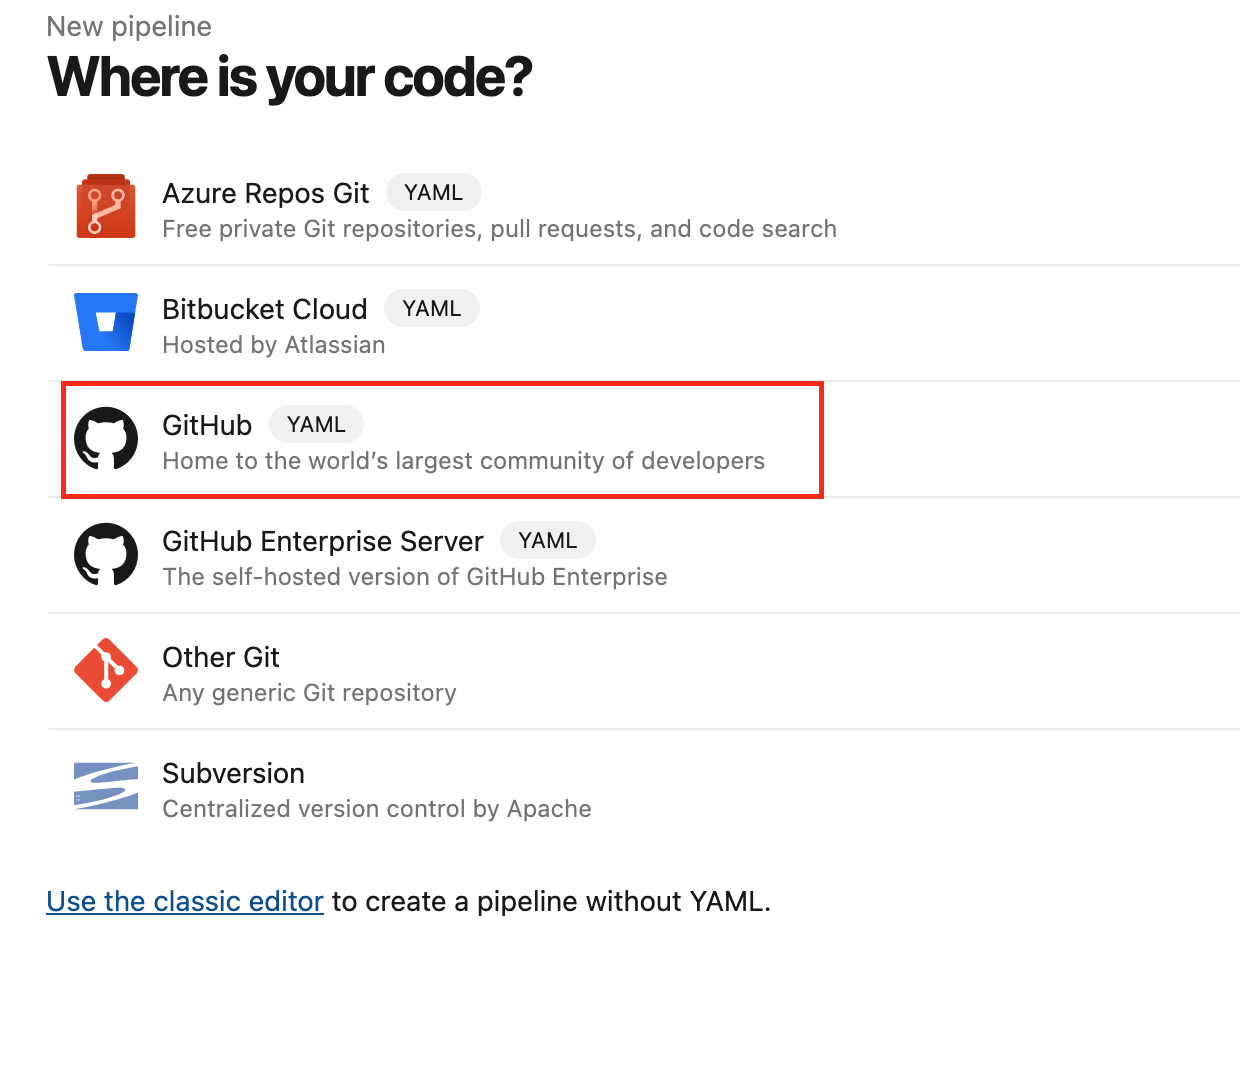 New pipeline
Where is your code?
Azure Repos Git YAML
Free private Git repositories, pull requests, and code search
Bitbucket Cloud YAML
Hosted by Atlassian
GitHub YAML
Home to the world’s largest community of developers
GitHub Enterprise Server YAML
The self-hosted version of GitHub Enterprise
Other Git
Any generic Git repository
Subversion
Centralized version control by Apache
Use the classic editor to create a pipeline without YAML.